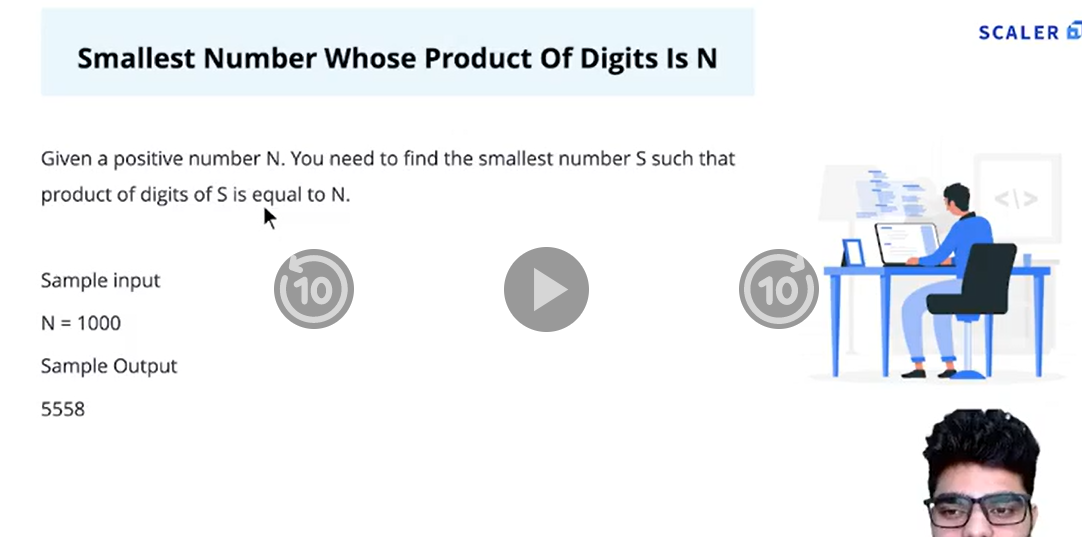 SCALER
Smallest Number Whose Product Of Digits Is N
Given a positive number N. You need to find the smallest number S such that
product of digits of S is equal to N.
</>
Sample input
10
10
N = 1000
Sample Output
5558